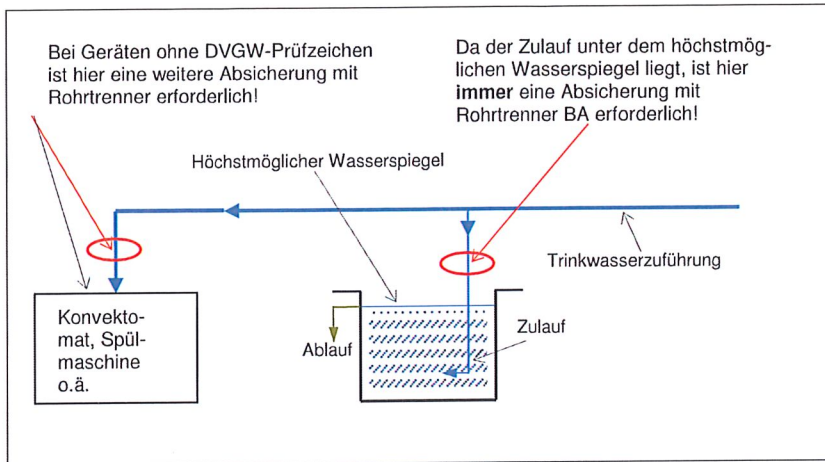 Bei Geräten ohne DVGW-Prüfzeichen
ist hier eine weitere Absicherung mit
Rohrtrenner erforderlich!
Da der Zulauf unter dem höchstmög-
lichen Wasserspiegel liegt, ist hier
immer eine Absicherung mit
Rohrtrenner BA erforderlich!
Höchstmöglicher Wasserspiegel
Trinkwasserzuführung
Konvekto-
mat, Spül-
maschine
o.ä.
Ablauf
Zulauf